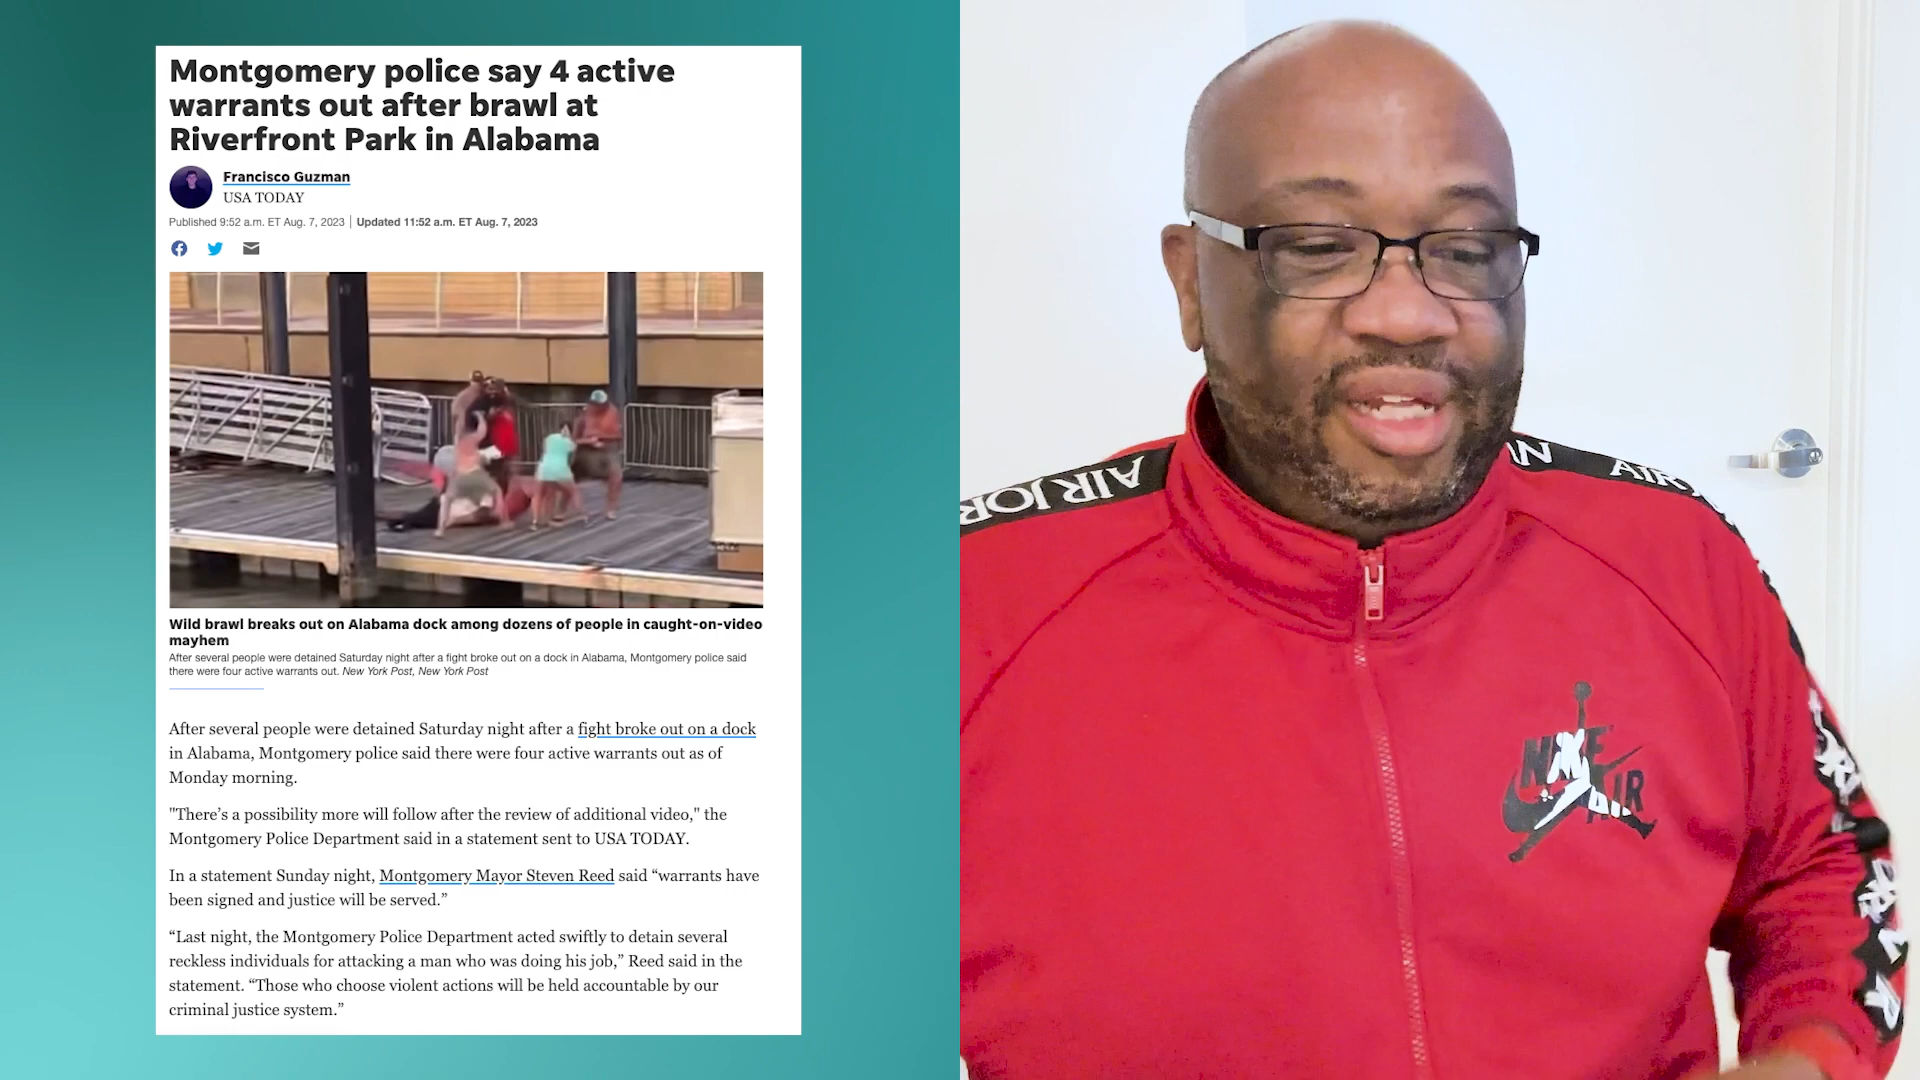 Montgomery police say 4 active
warrants out after brawl at
Riverfront Park in Alabama
Francisco Guzman
USA TODAY
Published 9:52 a.m. ET Aug. 7, 2023 | Updated 11:52 a.m. ET Aug. 7, 2023
Wild brawl breaks out on Alabama dock among dozens of people in caught-on-video
mayhem
After several people were detained Saturday night after a fight broke out on a dock in Alabama, Montgomery police said
there were four active warrants out. New York Post, New York Post
After several people were detained Saturday night after a fight broke out on a dock
in Alabama, Montgomery police said there were four active warrants out as of
Monday morning.
"There’s a possibility more will follow after the review of additional video," the
Montgomery Police Department said in a statement sent to USA TODAY.
In a statement Sunday night, Montgomery Mayor Steven Reed said “warrants have
been signed and justice will be served.”
“Last night, the Montgomery Police Department acted swiftly to detain several
reckless individuals for attacking a man who was doing his job,” Reed said in the
statement. “Those who choose violent actions will be held accountable by our
criminal justice system.”
AIR JOR
AIR